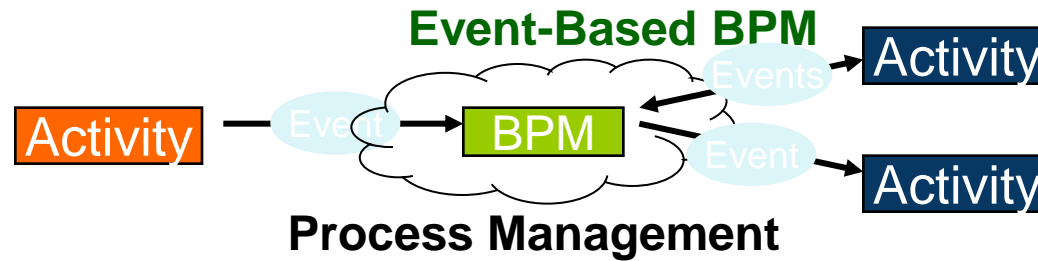 Event-Based BPM
Events
Activity
Activity
Event
BPM
Event
Activity
Process Management